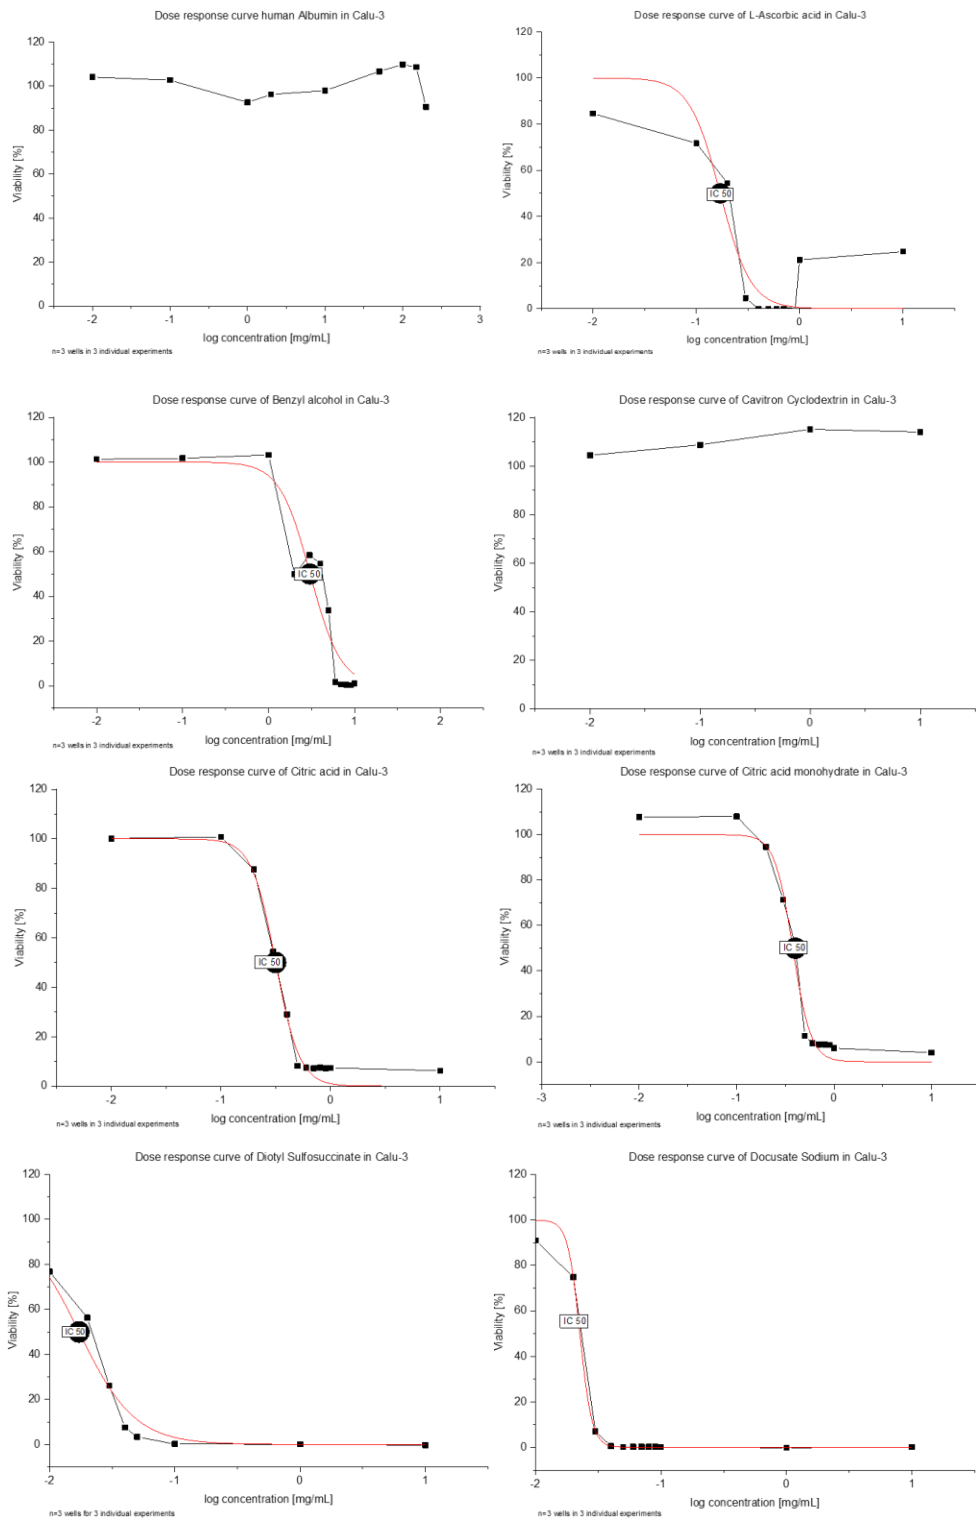 Dose response curve human Albumin in Calu-3
120
100
80
60
40
20
0
Viability [%]
-2 -1 0 1 2 3
log concentration [mg/mL]
n=3 wells in 3 individual experiments
Dose response curve of L-Ascorbic acid in Calu-3
120
100
80
60
40
20
0
Viability [%]
IC 50
-2 -1 0 1
log concentration [mg/mL]
n=3 wells in 3 individual experiments
Dose response curve of Benzyl alcohol in Calu-3
120
100
80
60
40
20
0
Viability [%]
IC 50
-2 -1 0 1 2
log concentration [mg/mL]
n=3 wells in 3 individual experiments
Dose response curve of Cavitron Cyclodextrin in Calu-3
120
100
80
60
40
20
0
Viability [%]
-2 -1 0 1
log concentration [mg/mL]
n=3 wells in 3 individual experiments
Dose response curve of Citric acid in Calu-3
120
100
80
60
40
20
0
Viability [%]
IC 50
-2 -1 0 1
log concentration [mg/mL]
n=3 wells in 3 individual experiments
Dose response curve of Citric acid monohydrate in Calu-3
120
100
80
60
40
20
0
Viability [%]
IC 50
-3 -2 -1 0 1
log concentration [mg/mL]
n=3 wells in 3 individual experiments
Dose response curve of Diotyl Sulfosuccinate in Calu-3
120
100
80
60
40
20
0
Viability [%]
IC 50
-2 -1 0 1
log concentration [mg/mL]
n=3 wells for 3 individual experiments
Dose response curve of Docusate Sodium in Calu-3
120
100
80
60
40
20
0
Viability [%]
IC 50
-2 -1 0 1
log concentration [mg/mL]
n=3 wells in 3 individual experiments